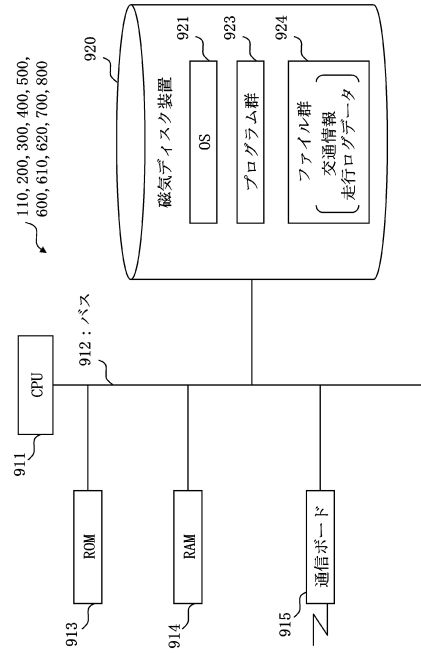 110, 200, 300, 400, 500,
600, 610, 620, 700, 800
911
CPU
912：バス
913
ROM
914
RAM
915
通信ボード
920
磁気ディスク装置
921
OS
923
プログラム群
924
ファイル群
交通情報
走行ログデータ